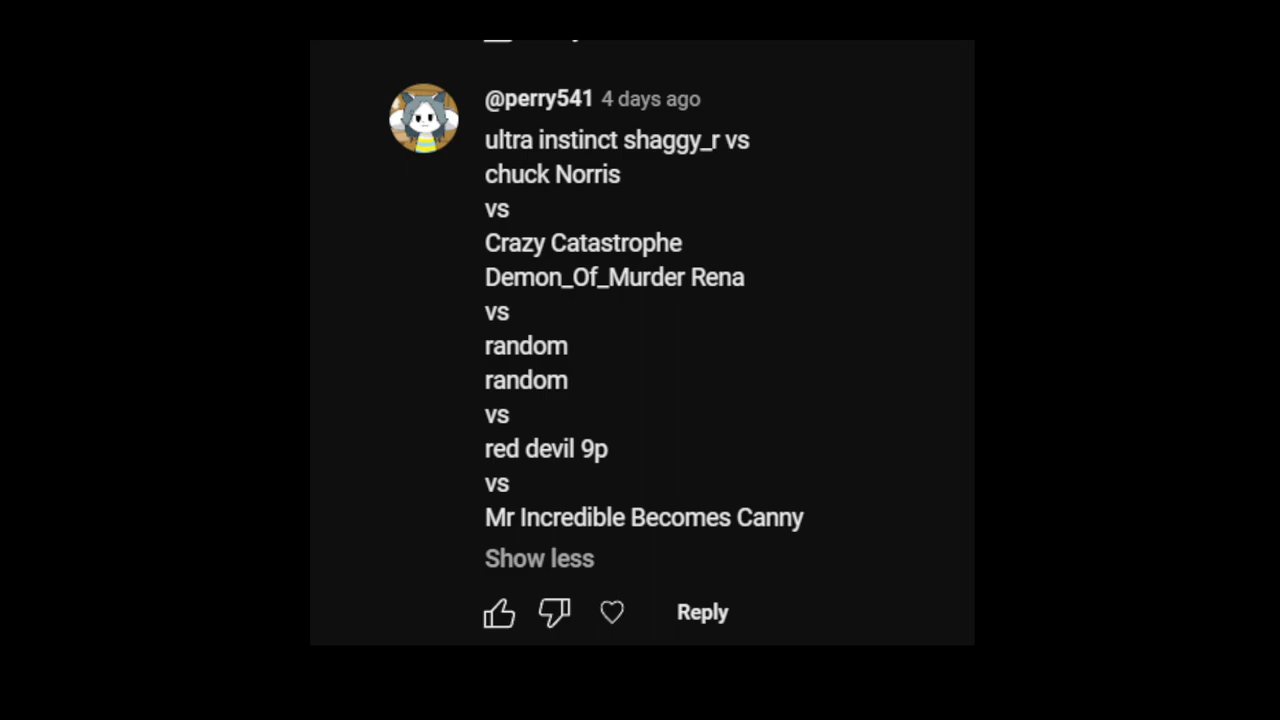 @perry541 4 days ago
ultra instinct shaggy_r vs
chuck Norris
vs
Crazy Catastrophe
Demon_Of_Murder Rena
vs
random
random
vs
red devil 9p
vs
Mr Incredible Becomes Canny
Show less
Reply